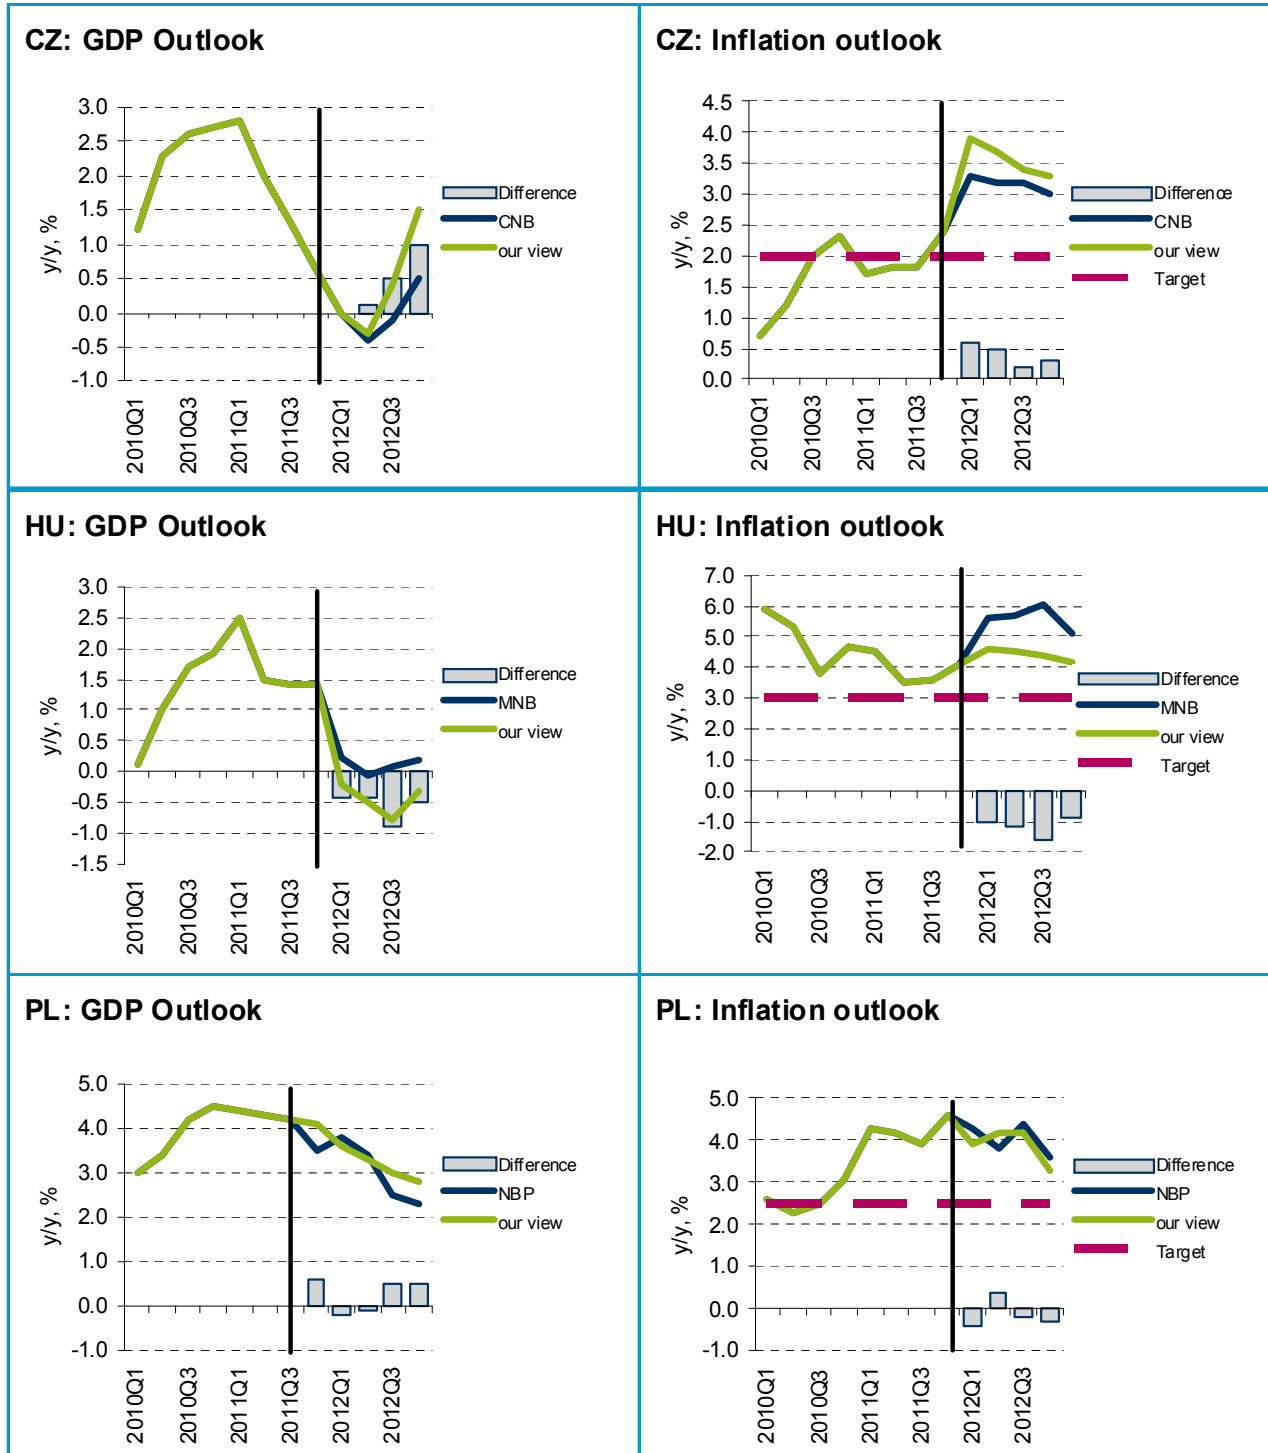 CZ: GDP Outlook
3.0
2.5
2.0
1.5
1.0
0.5
0.0
-0.5
-1.0
y/y, %
2010Q1
2010Q3
2011Q1
2011Q3
2012Q1
2012Q3
Difference
CNB
our view
CZ: Inflation outlook
4.5
4.0
3.5
3.0
2.5
2.0
1.5
1.0
0.5
0.0
y/y, %
2010Q1
2010Q3
2011Q1
2011Q3
2012Q1
2012Q3
Difference
CNB
our view
Target
HU: GDP Outlook
3.0
2.5
2.0
1.5
1.0
0.5
0.0
-0.5
-1.0
-1.5
y/y, %
2010Q1
2010Q3
2011Q1
2011Q3
2012Q1
2012Q3
Difference
MNB
our view
HU: Inflation outlook
7.0
6.0
5.0
4.0
3.0
2.0
1.0
0.0
-1.0
-2.0
y/y, %
2010Q1
2010Q3
2011Q1
2011Q3
2012Q1
2012Q3
Difference
MNB
our view
Target
PL: GDP Outlook
5.0
4.0
3.0
2.0
1.0
0.0
-1.0
y/y, %
2010Q1
2010Q3
2011Q1
2011Q3
2012Q1
2012Q3
Difference
NBP
our view
PL: Inflation outlook
5.0
4.0
3.0
2.0
1.0
0.0
-1.0
y/y, %
2010Q1
2010Q3
2011Q1
2011Q3
2012Q1
2012Q3
Difference
NBP
our view
Target